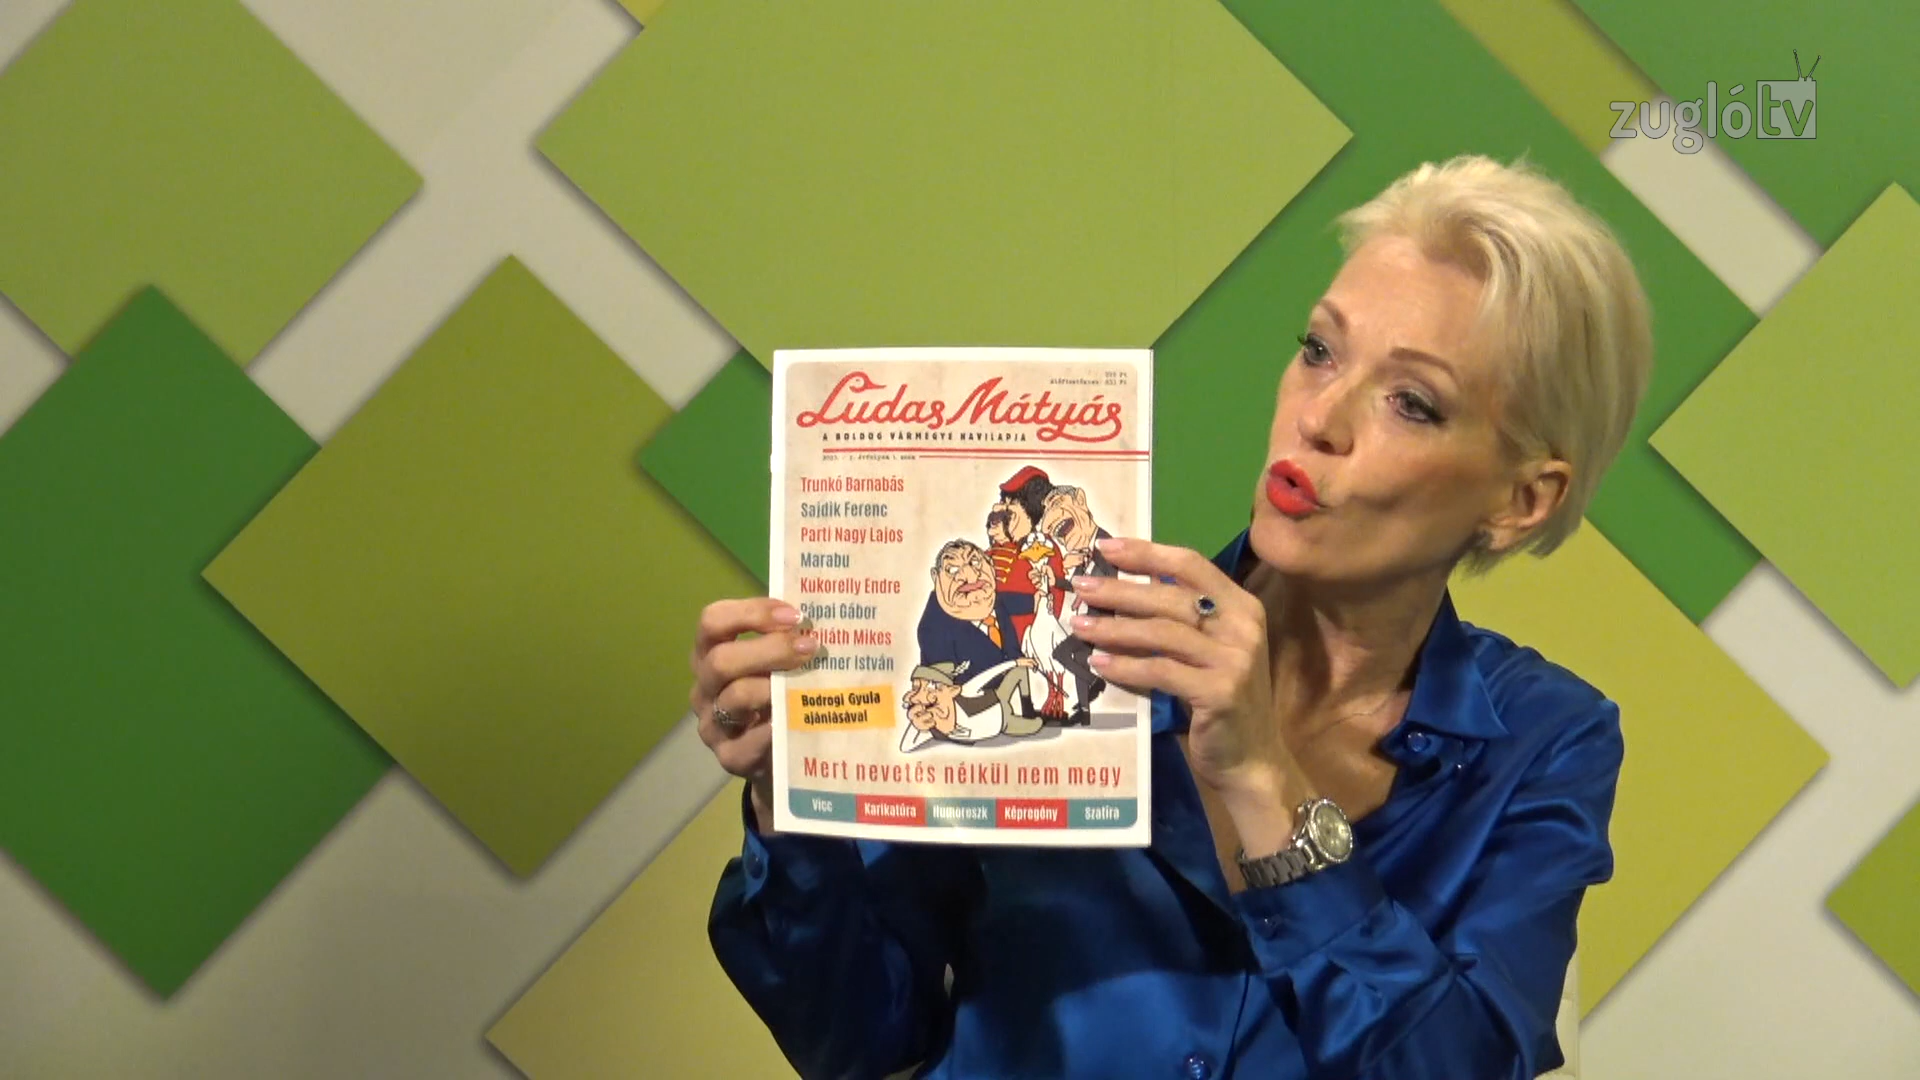 zuglótv
Ludas Mátyás
A BOLDOG VÁRMEGYE HAVILAPJA
Trunkó Barnabás
Sajdik Ferenc
Parti Nagy Lajos
Marabu
Kukorelly Endre
Pápai Gábor
Majláth Mikes
István
Bodrogi Gyula
ajánlásával
Mert nevetés nélkül nem megy
Vicc Karikatúra Humoreszk Képregény Szatíra